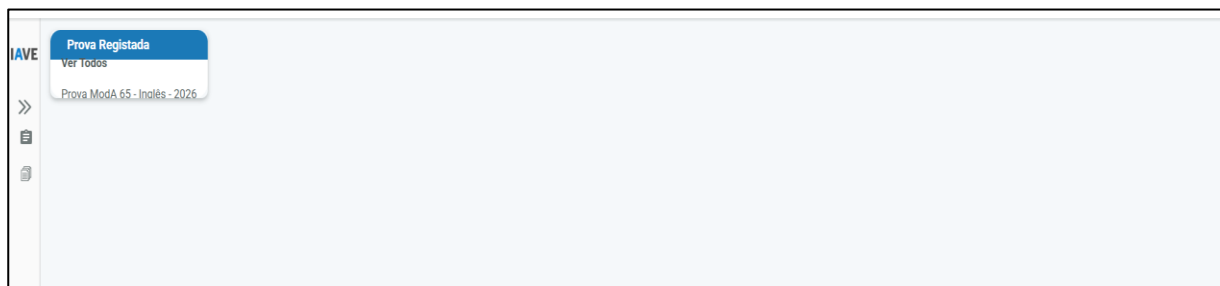 IAVE
Prova Registada
Ver Todos
Prova ModA 65 - Inglês - 2026